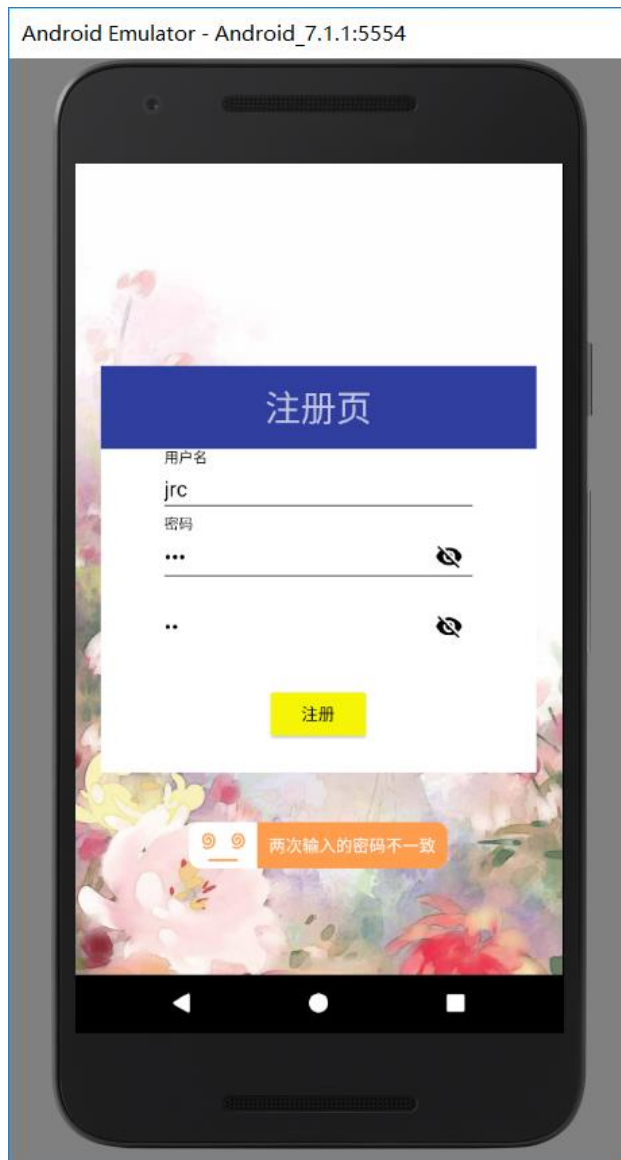 Android Emulator - Android_7.1.1:5554
注册页
用户名
jrc
密码
•••
••
注册
两次输入的密码不一致